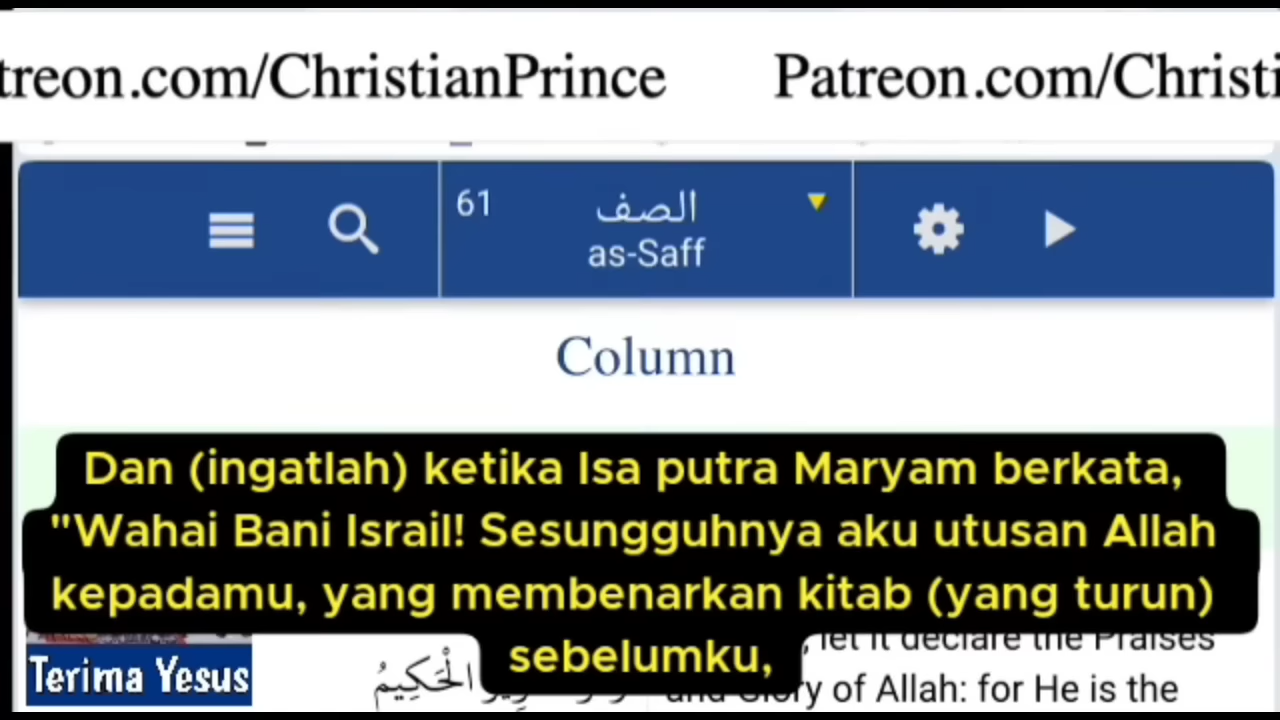 treon.com/ChristianPrince Patreon.com/Christi
61 الصف
as-Saff
Column
Dan (ingatlah) ketika Isa putra Maryam berkata,
"Wahai Bani Israil! Sesungguhnya aku utusan Allah
kepadamu, yang membenarkan kitab (yang turun)
sebelumku,
let it declare the Praises
Terima Yesus
الْحَكِيمُ
and Glory of Allah: for He is the